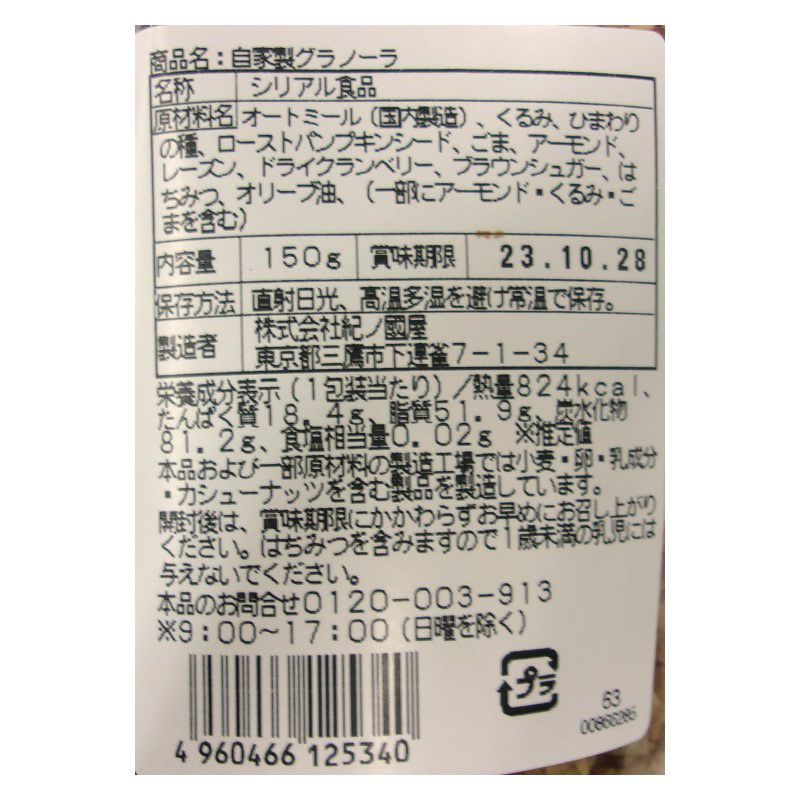 商品名：自家製グラノーラ
名称 シリアル食品
原材料名 オートミール（国内製造）、くるみ、ひまわり
の種、ローストパンプキンシード、ごま、アーモンド、
レーズン、ドライクランベリー、ブラウンシュガー、は
ちみつ、オリーブ油、（一部にアーモンド・くるみ・ご
まを含む）
内容量 150g 賞味期限 23.10.28
保存方法 直射日光、高温多湿を避け常温で保存。
製造者 株式会社紀ノ國屋
東京都三鷹市下連雀7-1-34
栄養成分表示（1包装当たり）／熱量824kcal、
たんぱく質18.4g、脂質51.9g、炭水化物
81.2g、食塩相当量0.02g ※推定値
本品および一部原材料の製造工場では小麦・卵・乳成分
・カシューナッツを含む製品を製造しています。
開封後は、賞味期限にかかわらずお早めにお召し上がり
ください。はちみつを含みますので1歳未満の乳児には
与えないでください。
本品のお問合せ0120-003-913
※9:00～17:00（日曜を除く）
プラ
63
00866286
4 960466 125340